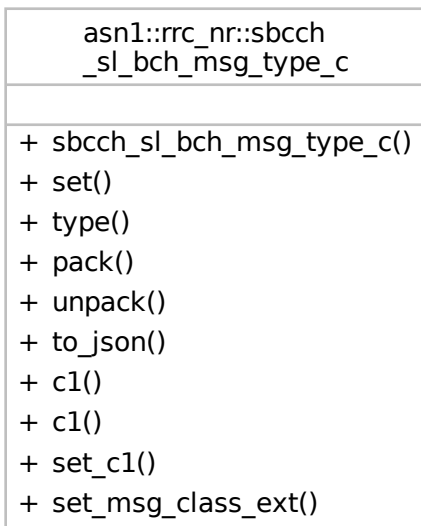 asn1::rrc_nr::sbcch
_sl_bch_msg_type_c
+ sbcch_sl_bch_msg_type_c()
+ set()
+ type()
+ pack()
+ unpack()
+ to_json()
+ c1()
+ c1()
+ set_c1()
+ set_msg_class_ext()